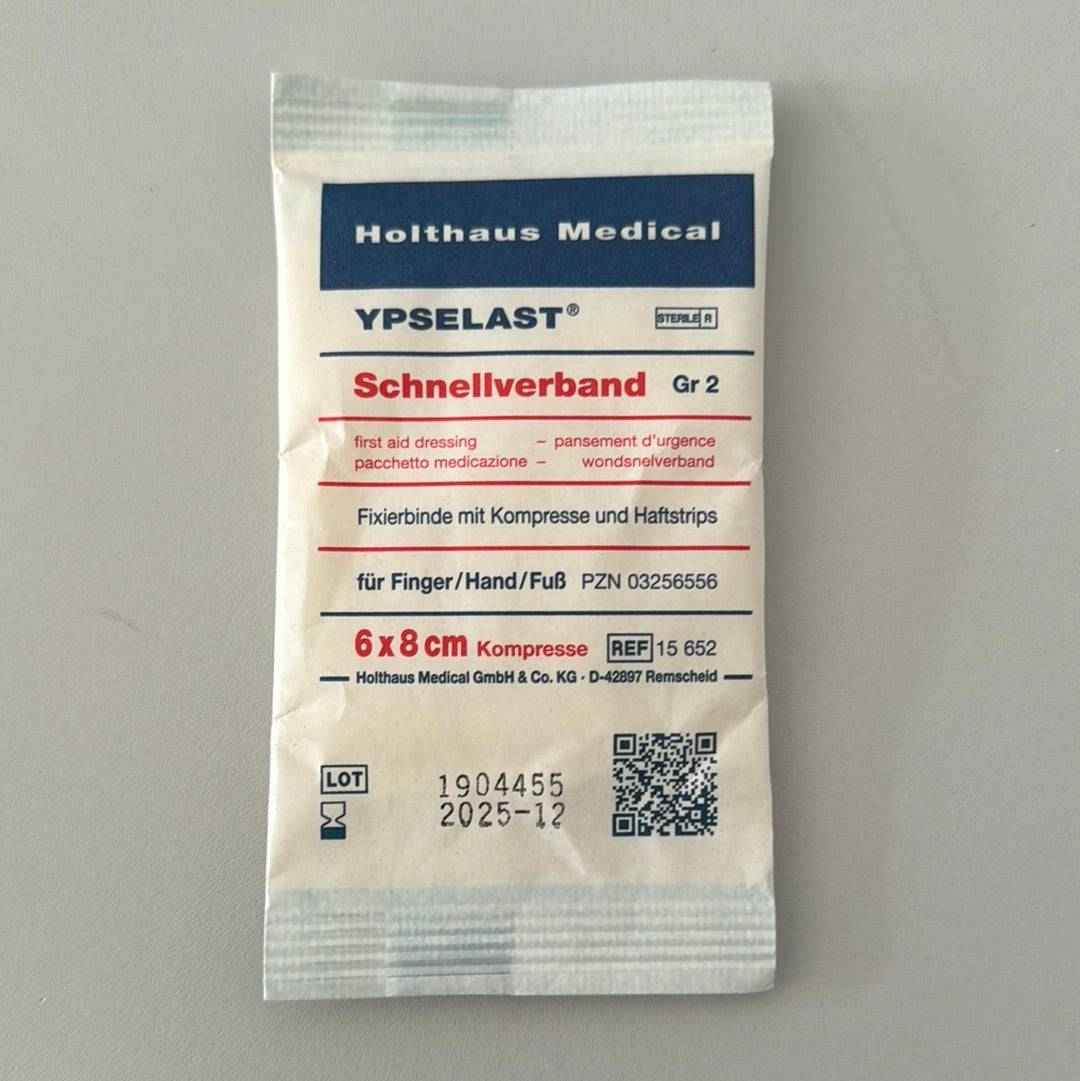 Holthaus Medical
YPSELAST® STERILE R
Schnellverband Gr 2
first aid dressing – pansement d'urgence
pacchetto medicazione – wondsnelverband
Fixierbinde mit Kompresse und Haftstrips
für Finger/Hand/Fuß PZN 03256556
6 x 8 cm Kompresse REF 15 652
Holthaus Medical GmbH & Co. KG · D-42897 Remscheid
LOT 1904455
2025-12